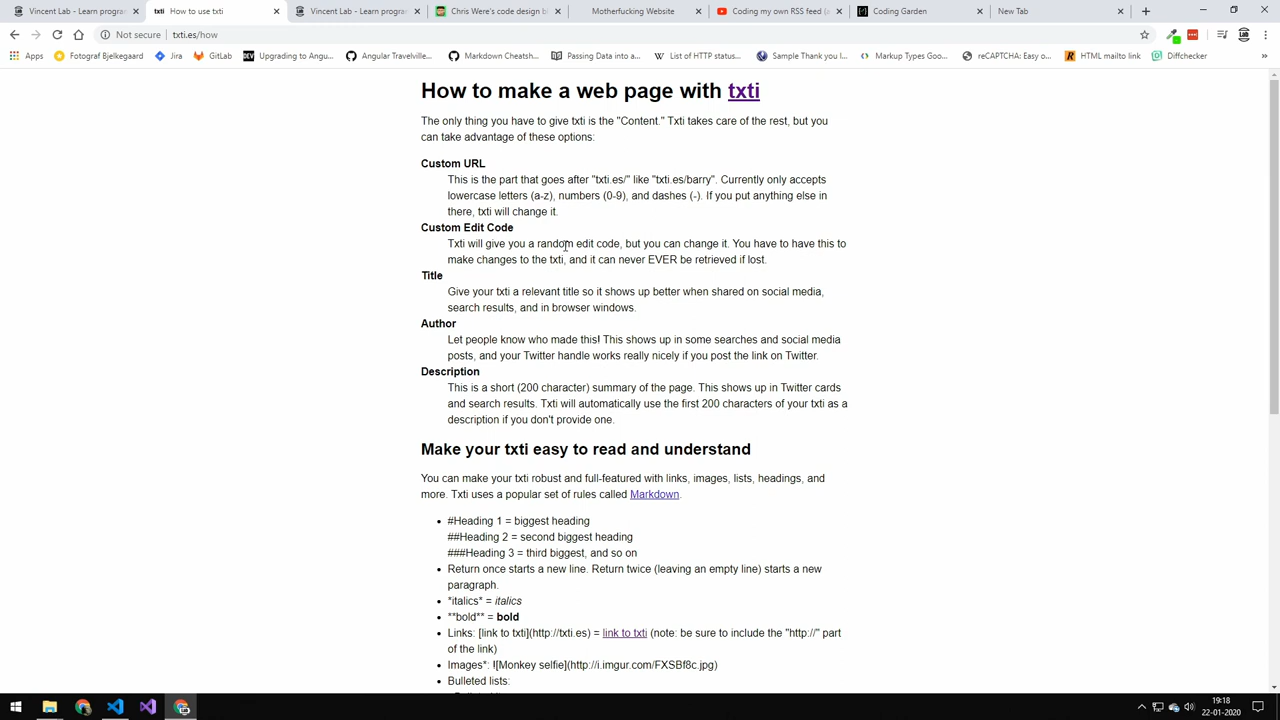 Vincent Lab - Learn program
How to use txti
Vincent Lab - Learn program
Chris Were's code design bl
Motherfucking Website
Coding my own RSS feed (a
Coding Garden
New Tab
Not secure
txti.es/how
Apps
Fotograf Bjelkegaard
Jira
GitLab
Upgrading to Angu...
Angular Travelville...
Markdown Cheatsh...
Passing Data into a...
List of HTTP status...
Sample Thank you l...
Markup Types Goo...
reCAPTCHA: Easy o...
HTML mailto link
Diffchecker
»
How to make a web page with txti
The only thing you have to give txti is the "Content." Txti takes care of the rest, but you
can take advantage of these options:
Custom URL
This is the part that goes after "txti.es/" like "txti.es/barry". Currently only accepts
lowercase letters (a-z), numbers (0-9), and dashes (-). If you put anything else in
there, txti will change it.
Custom Edit Code
Txti will give you a random edit code, but you can change it. You have to have this to
make changes to the txti, and it can never EVER be retrieved if lost.
Title
Give your txti a relevant title so it shows up better when shared on social media,
search results, and in browser windows.
Author
Let people know who made this! This shows up in some searches and social media
posts, and your Twitter handle works really nicely if you post the link on Twitter.
Description
This is a short (200 character) summary of the page. This shows up in Twitter cards
and search results. Txti will automatically use the first 200 characters of your txti as a
description if you don't provide one.
Make your txti easy to read and understand
You can make your txti robust and full-featured with links, images, lists, headings, and
more. Txti uses a popular set of rules called Markdown.
• #Heading 1 = biggest heading
##Heading 2 = second biggest heading
###Heading 3 = third biggest, and so on
• Return once starts a new line. Return twice (leaving an empty line) starts a new
paragraph.
• *italics* = italics
• **bold** = bold
• Links: [link to txti](http://txti.es) = link to txti (note: be sure to include the "http://" part
of the link)
• Images*: ![Monkey selfie](http://i.imgur.com/FXSBf8c.jpg)
• Bulleted lists:
19:18
22-01-2020